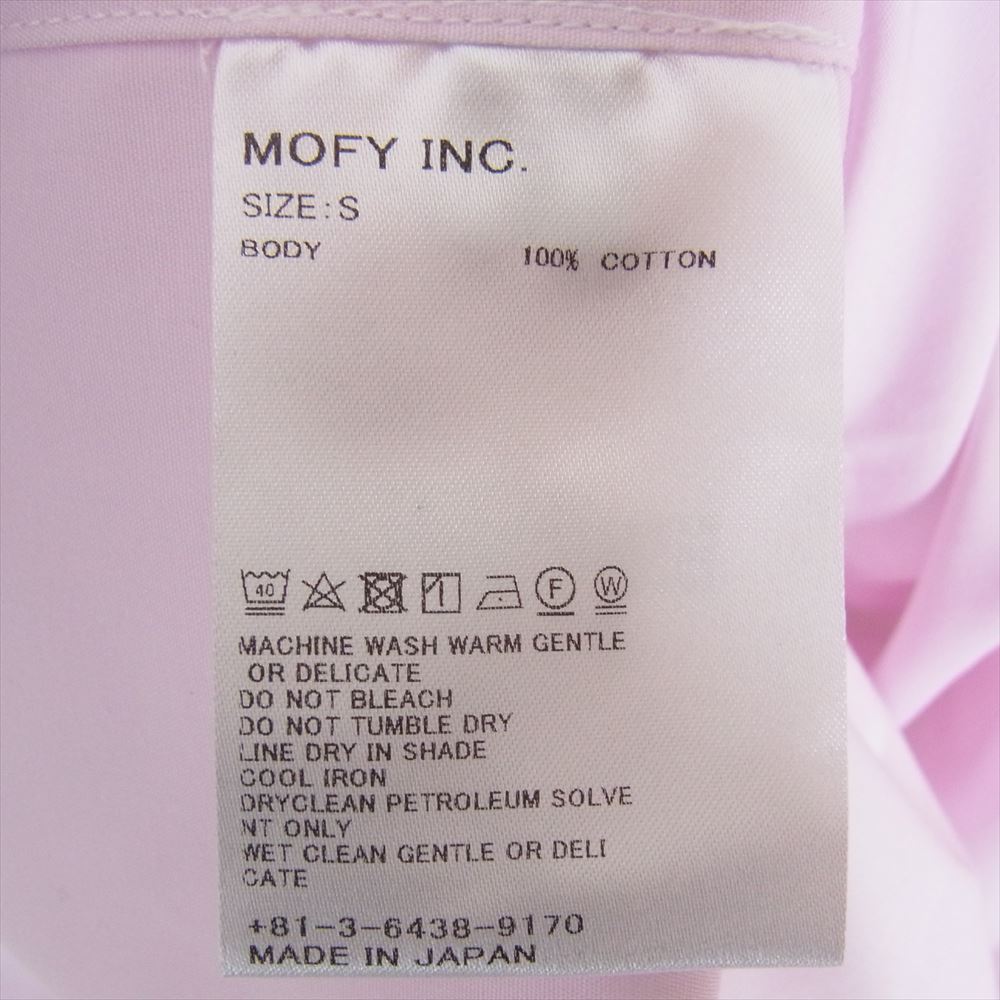 MOFY INC.
SIZE:S
BODY 100% COTTON
40 F W
MACHINE WASH WARM GENTLE
OR DELICATE
DO NOT BLEACH
DO NOT TUMBLE DRY
LINE DRY IN SHADE
COOL IRON
DRYCLEAN PETROLEUM SOLVE
NT ONLY
WET CLEAN GENTLE OR DELI
CATE
+81-3-6438-9170
MADE IN JAPAN